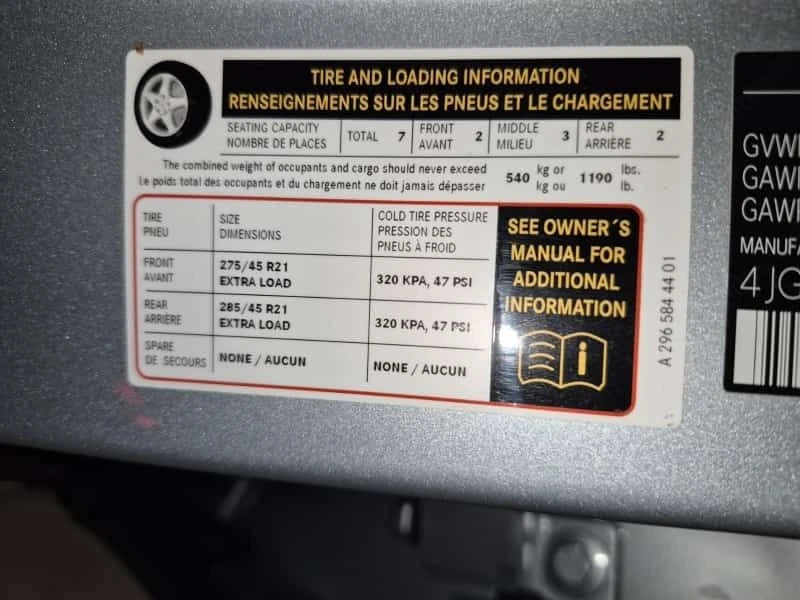 TIRE AND LOADING INFORMATION
RENSEIGNEMENTS SUR LES PNEUS ET LE CHARGEMENT
SEATING CAPACITY
NOMBRE DE PLACES
TOTAL 7
FRONT
AVANT 2
MIDDLE
MILIEU 3
REAR
ARRIÈRE 2
The combined weight of occupants and cargo should never exceed
Le poids total des occupants et du chargement ne doit jamais dépasser
540 kg or
kg ou
1190 lbs.
lb.
TIRE
PNEU
SIZE
DIMENSIONS
COLD TIRE PRESSURE
PRESSION DES
PNEUS À FROID
FRONT
AVANT
275/45 R21
EXTRA LOAD
320 KPA, 47 PSI
REAR
ARRIÈRE
285/45 R21
EXTRA LOAD
320 KPA, 47 PSI
SPARE
DE SECOURS
NONE / AUCUN
NONE / AUCUN
SEE OWNER´S
MANUAL FOR
ADDITIONAL
INFORMATION
A 296 584 44 01
GVW
GAW
GAW
MANUFA
4JG